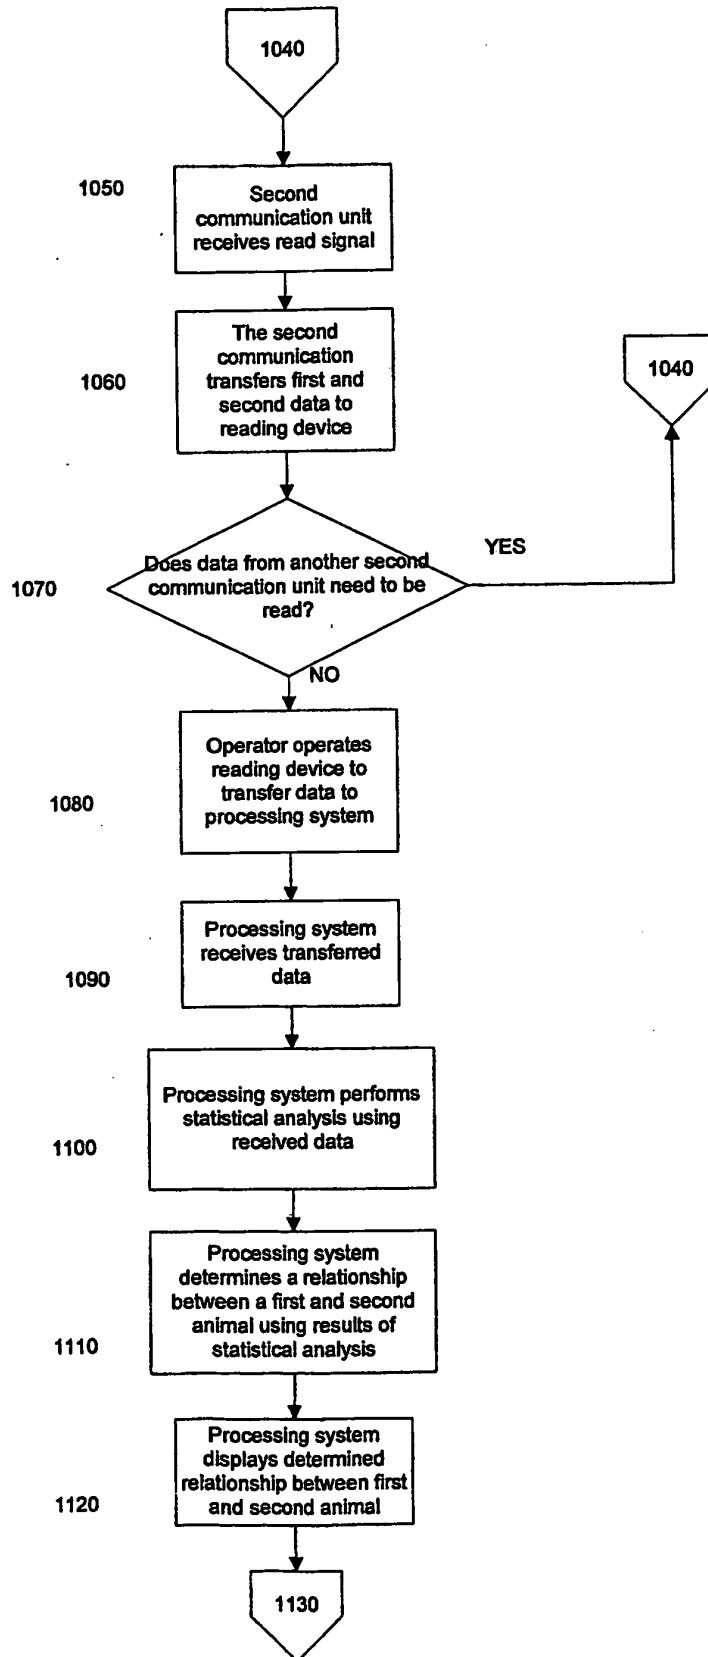 1040
1050
Second
communication unit
receives read signal
1060
The second
communication
transfers first and
second data to
reading device
1040
1070
Does data from another second
communication unit need to be
read?
YES
NO
1080
Operator operates
reading device to
transfer data to
processing system
1090
Processing system
receives transferred
data
1100
Processing system performs
statistical analysis using
received data
1110
Processing system
determines a relationship
between a first and second
animal using results of
statistical analysis
1120
Processing system
displays determined
relationship between first
and second animal
1130